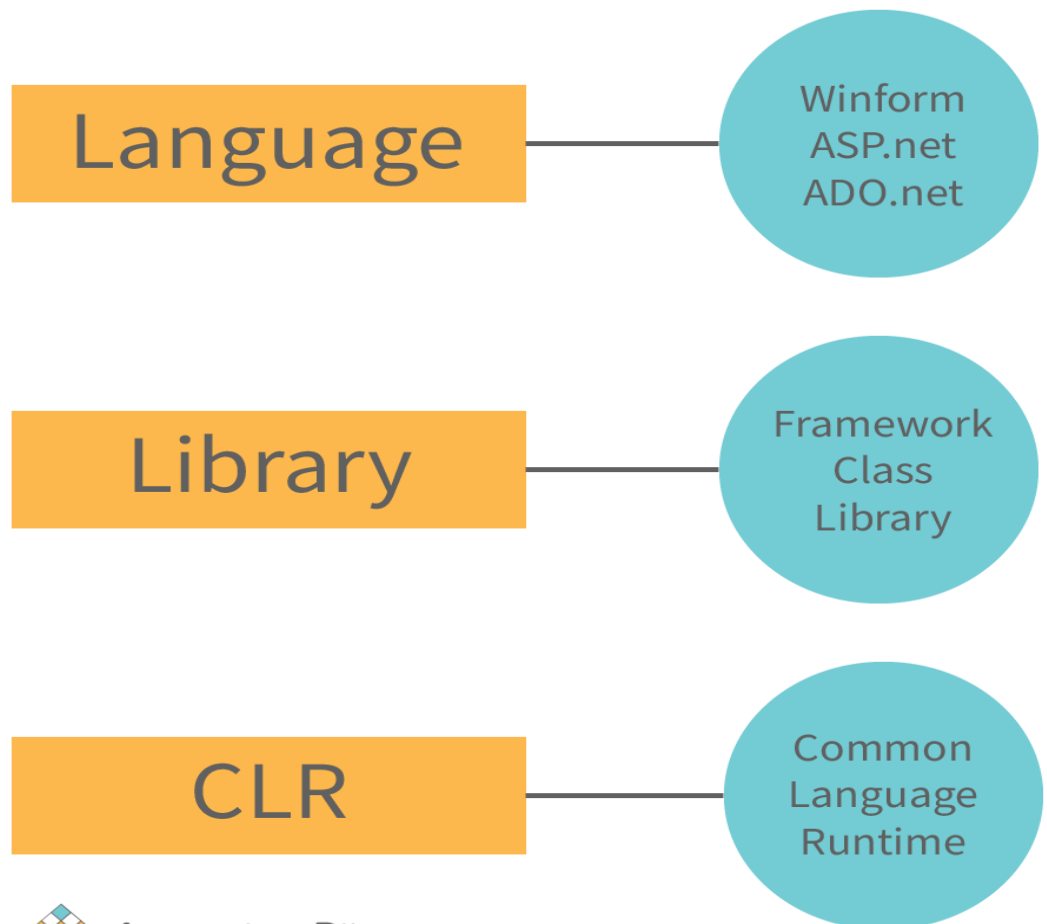 Language
Winform
ASP.net
ADO.net
Library
Framework
Class
Library
CLR
Common
Language
Runtime